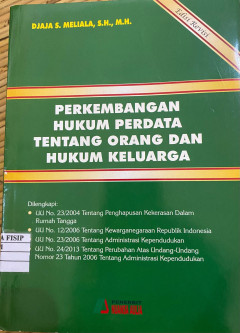 DJAJA S. MELIALA, S.H., M.H.
Edisi Revisi
PERKEMBANGAN
HUKUM PERDATA
TENTANG ORANG DAN
HUKUM KELUARGA
Dilengkapi:
UU No. 23/2004 Tentang Penghapusan Kekerasan Dalam
Rumah Tangga
UU No. 12/2006 Tentang Kewarganegaraan Republik Indonesia
UU No. 23/2006 Tentang Administrasi Kependudukan
UU No. 24/2013 Tentang Perubahan Atas Undang-Undang
Nomor 23 Tahun 2006 Tentang Administrasi Kependudukan
A FISIP
PENERBIT